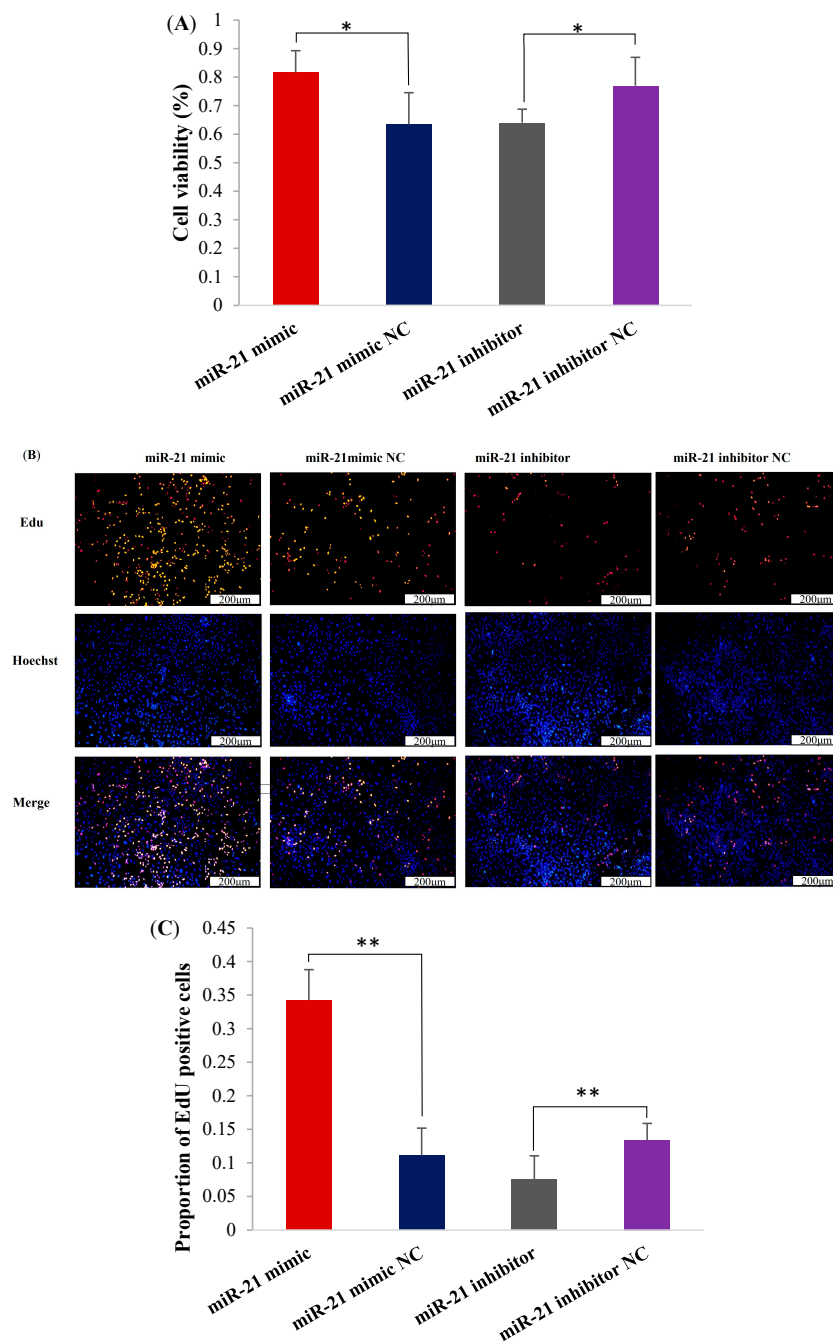 (A)
Cell viability (%)
1
0.9
0.8
0.7
0.6
0.5
0.4
0.3
0.2
0.1
0
*
*
miR-21 mimic
miR-21 mimic NC
miR-21 inhibitor
miR-21 inhibitor NC
(B)
miR-21 mimic
miR-21mimic NC
miR-21 inhibitor
miR-21 inhibitor NC
Edu
200μm
200μm
200μm
200μm
Hoechst
200μm
200μm
200μm
200μm
Merge
200μm
200μm
200μm
200μm
(C)
Proportion of EdU positive cells
0.45
0.4
0.35
0.3
0.25
0.2
0.15
0.1
0.05
0
**
**
miR-21 mimic
miR-21 mimic NC
miR-21 inhibitor
miR-21 inhibitor NC